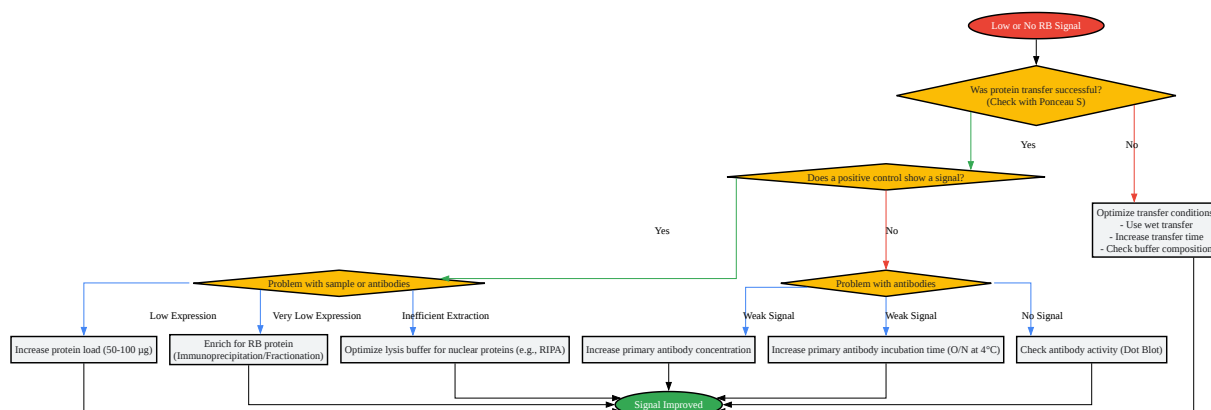 Low or No RB Signal
Was protein transfer successful?
(Check with Ponceau S)
Yes
No
Does a positive control show a signal?
Optimize transfer conditions
- Use wet transfer
- Increase transfer time
- Check buffer composition
Yes
No
Problem with sample or antibodies
Problem with antibodies
Low Expression
Very Low Expression
Inefficient Extraction
Weak Signal
Weak Signal
No Signal
Increase protein load (50-100 μg)
Enrich for RB protein
(Immunoprecipitation/Fractionation)
Optimize lysis buffer for nuclear proteins (e.g., RIPA)
Increase primary antibody concentration
Increase primary antibody incubation time (O/N at 4°C)
Check antibody activity (Dot Blot)
Signal Improved